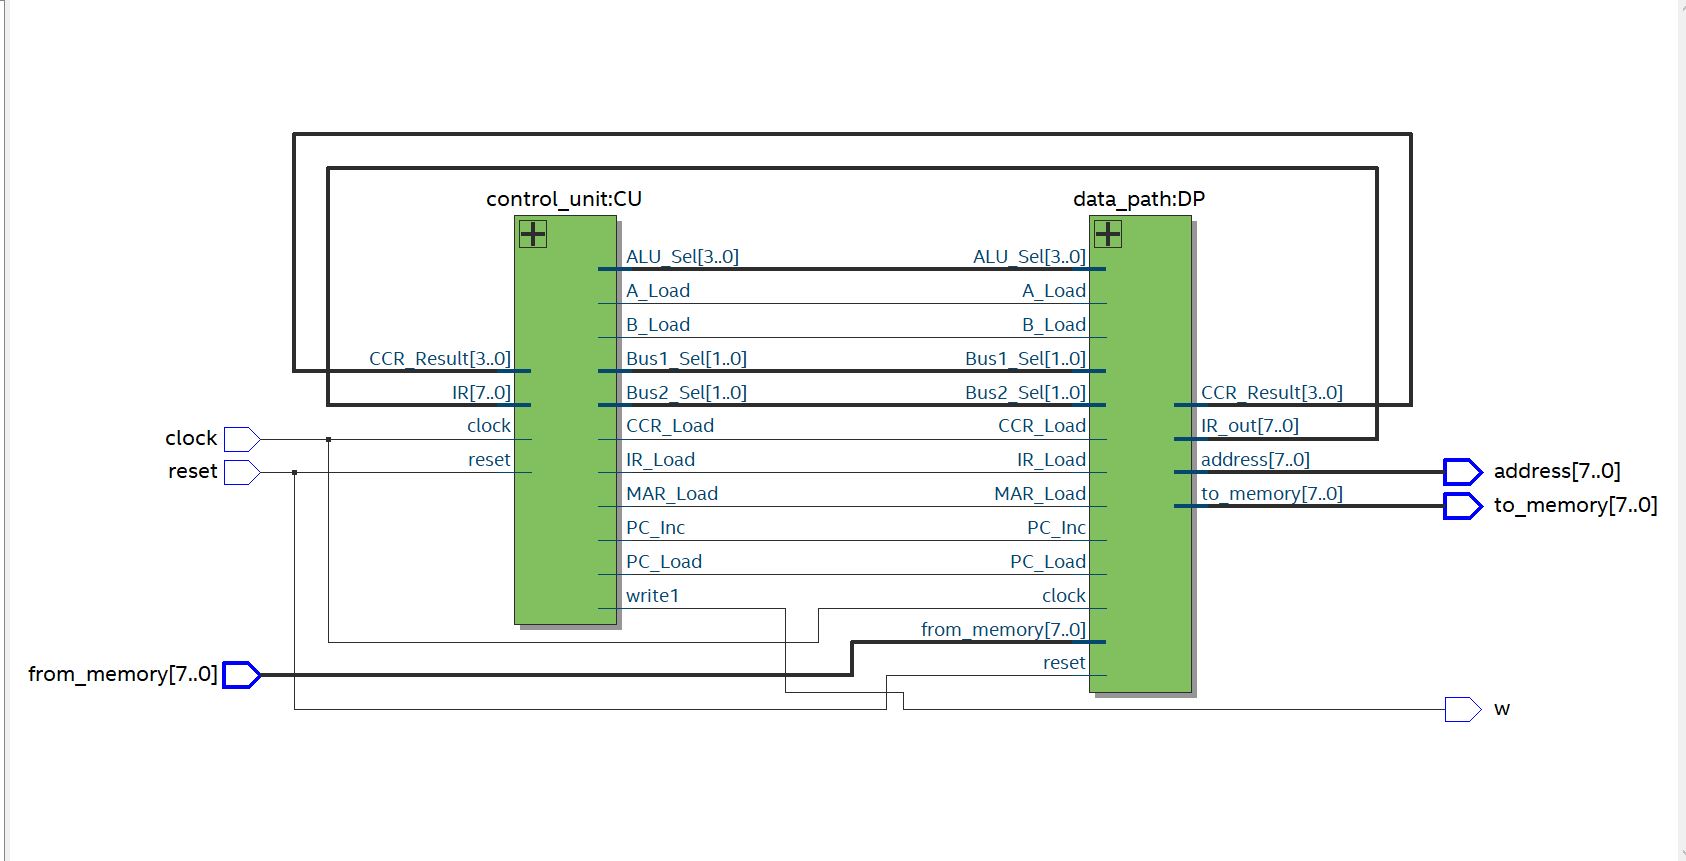 control_unit:CU
data_path:DP
ALU_Sel[3..0]
ALU_Sel[3..0]
A_Load
A_Load
B_Load
B_Load
CCR_Result[3..0]
Bus1_Sel[1..0]
Bus1_Sel[1..0]
IR[7..0]
Bus2_Sel[1..0]
Bus2_Sel[1..0]
CCR_Result[3..0]
clock
clock
CCR_Load
CCR_Load
IR_out[7..0]
reset
reset
IR_Load
IR_Load
address[7..0]
address[7..0]
MAR_Load
MAR_Load
to_memory[7..0]
to_memory[7..0]
PC_Inc
PC_Inc
PC_Load
PC_Load
write1
clock
from_memory[7..0]
reset
from_memory[7..0]
w